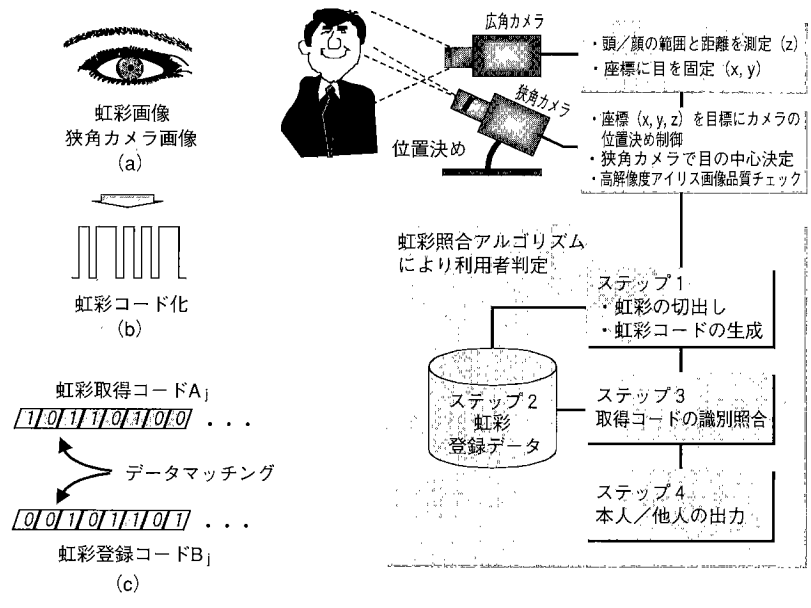 虹彩画像
狭角カメラ画像
(a)
虹彩コード化
(b)
虹彩取得コードAj
1 0 1 1 0 1 0 0 ...
データマッチング
0 0 1 0 1 1 0 1 ...
虹彩登録コードBj
(c)
広角カメラ
狭角カメラ
位置決め
・頭/顔の範囲と距離を測定(z)
・座標に目を固定(x, y)
・座標(x, y, z)を目標にカメラの
位置決め制御
・狭角カメラで目の中心決定
・高解像度アイリス画像品質チェック
虹彩照合アルゴリズム
により利用者判定
ステップ1
・虹彩の切出し
・虹彩コードの生成
ステップ2
虹彩
登録データ
ステップ3
取得コードの識別照合
ステップ4
本人/他人の出力